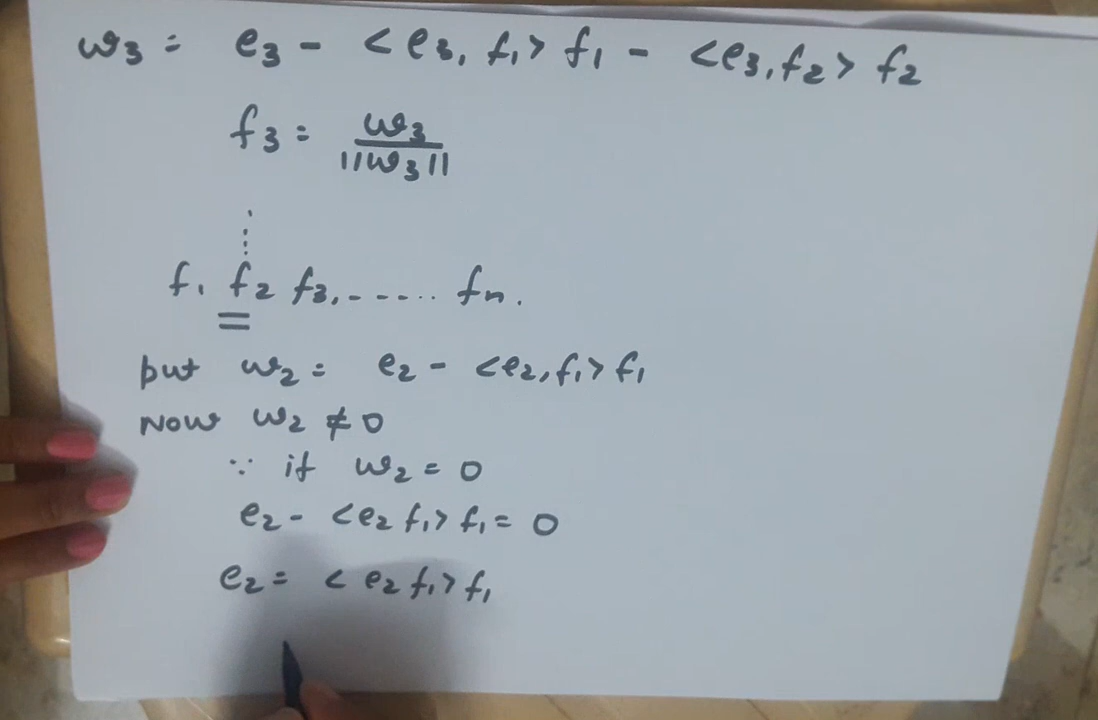 w3 = e3 - <e3, f1> f1 - <e3, f2> f2
f3 = w3 / ||w3||
⋮
f1 f2 f3, ------ fn.
but w2 = e2 - <e2, f1> f1
Now w2 ≠ 0
∵ if w2 = 0
e2 - <e2 f1> f1 = 0
e2 = < e2 f1> f1